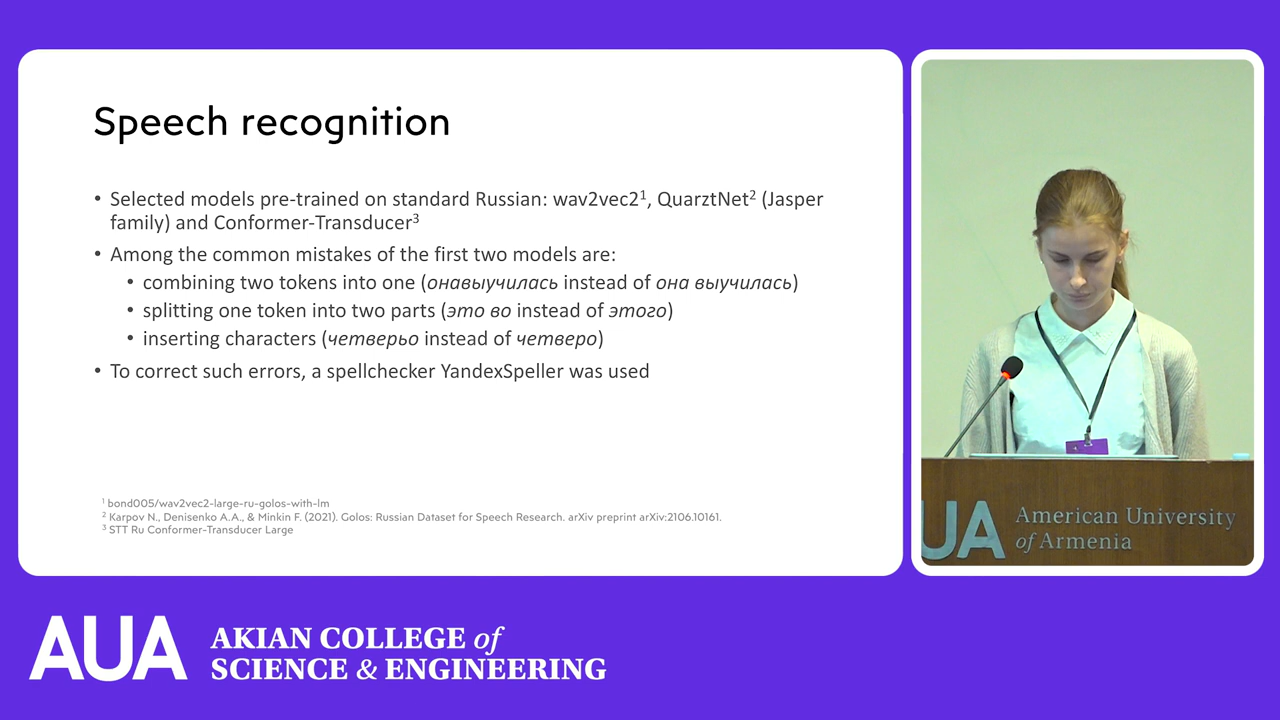 Speech recognition
• Selected models pre-trained on standard Russian: wav2vec2¹, QuarztNet² (Jasper
family) and Conformer-Transducer³
• Among the common mistakes of the first two models are:
• combining two tokens into one (онавыучилась instead of она выучилась)
• splitting one token into two parts (это во instead of этого)
• inserting characters (четверьо instead of четверо)
• To correct such errors, a spellchecker YandexSpeller was used
¹ bond005/wav2vec2-large-ru-golos-with-lm
² Karpov N., Denisenko A.A., & Minkin F. (2021). Golos: Russian Dataset for Speech Research. arXiv preprint arXiv:2106.10161.
³ STT Ru Conformer-Transducer Large
UA
American University
of Armenia
AUA
AKIAN COLLEGE of
SCIENCE & ENGINEERING